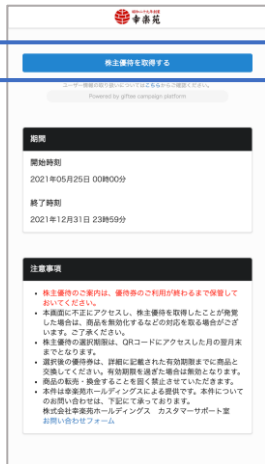 幸楽苑
株主優待を取得する
ユーザー情報の取り扱いについてはこちらからご確認ください。
Powered by giftee campaign platform
期間
開始時刻
2021年05月25日 00時00分
終了時刻
2021年12月31日 23時59分
注意事項
• 株主優待のご案内は、優待券のご利用が終わるまで保管して
おいてください。
• 本画面に不正にアクセスし、株主優待を取得したことが発覚
した場合は、商品を無効化するなどの対応を取る場合がござ
います。ご了承ください。
• 株主優待の選択期限は、QRコードにアクセスした月の翌月末
までとなります。
• 選択後の優待券は、詳細に記載された有効期限までに商品と
交換してください。有効期限を過ぎた場合は無効となります。
• 商品の転売・換金することを固く禁止させていただきます。
• 本件は幸楽苑ホールディングスによる提供です。本件について
のお問い合わせは、下記にて承っております。
株式会社幸楽苑ホールディングス カスタマーサポート室
お問い合わせフォーム